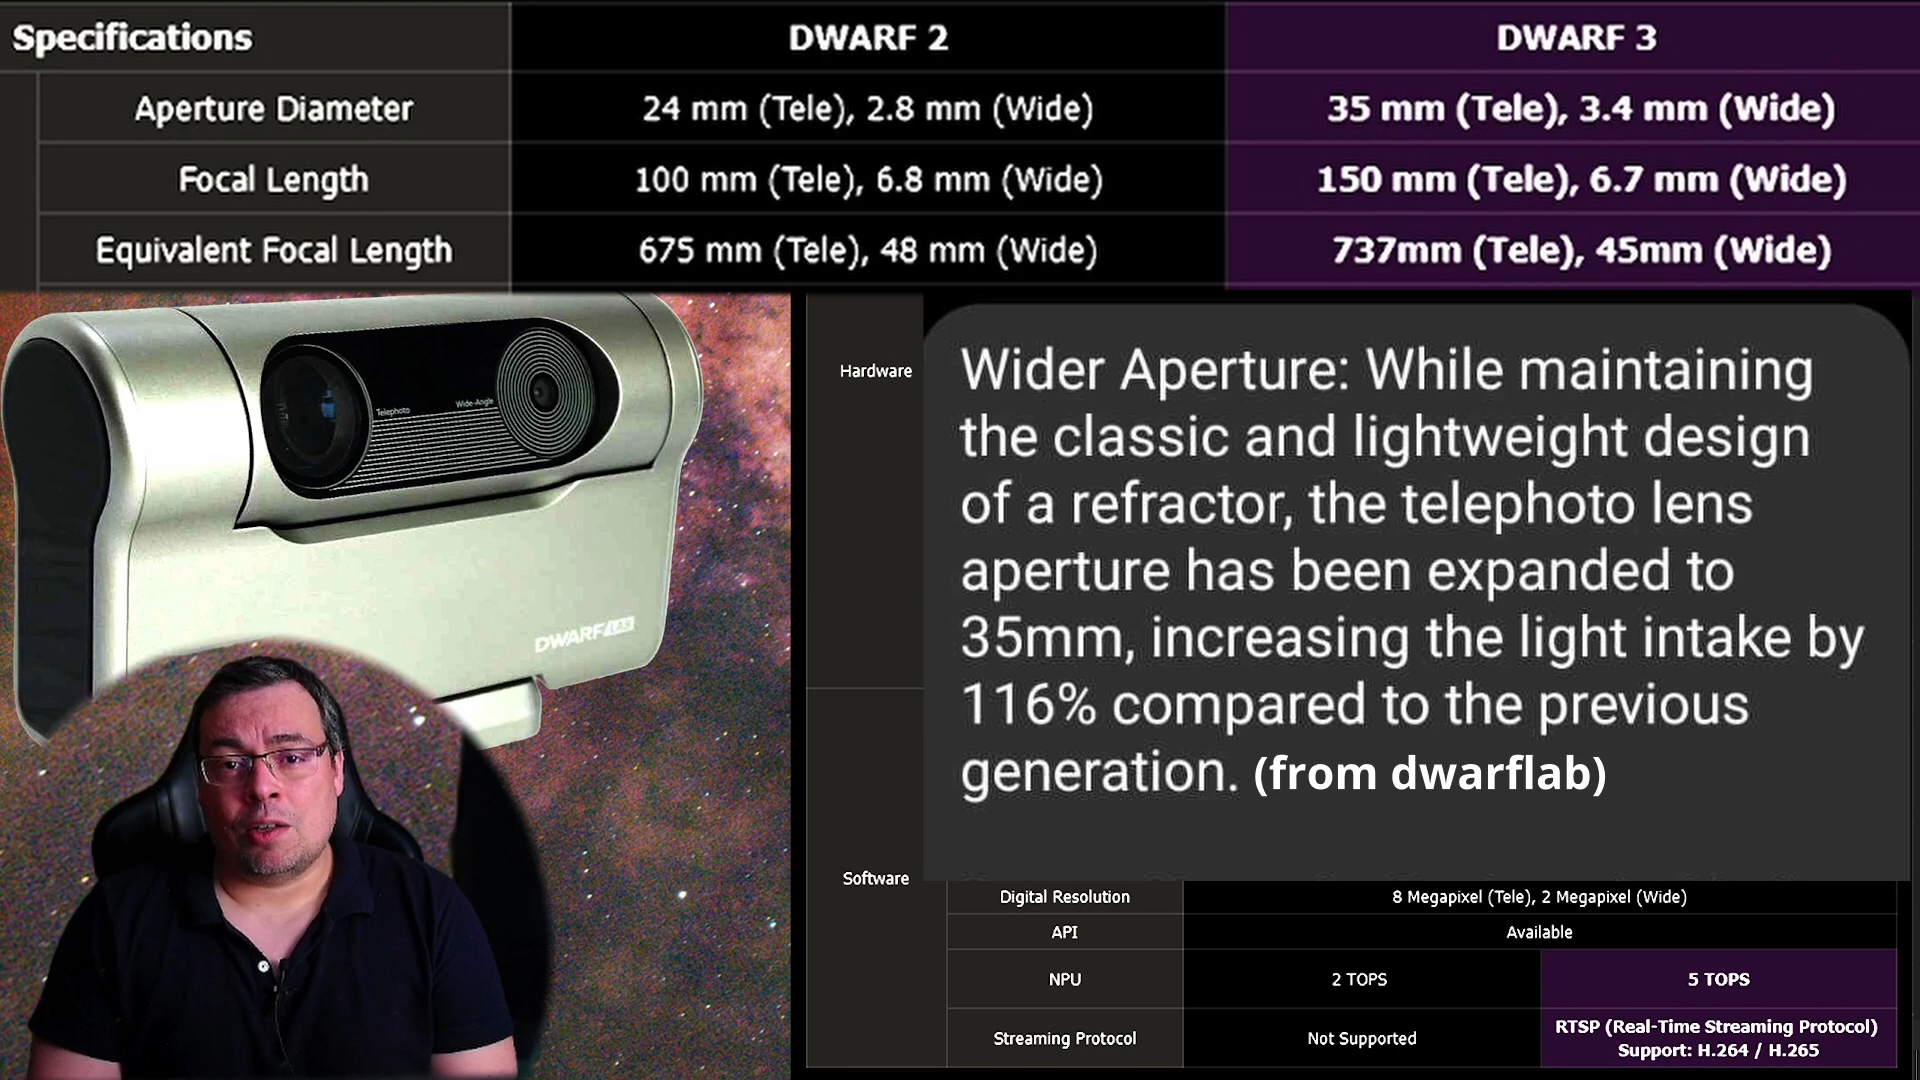 Specifications DWARF 2 DWARF 3
Aperture Diameter 24 mm (Tele), 2.8 mm (Wide) 35 mm (Tele), 3.4 mm (Wide)
Focal Length 100 mm (Tele), 6.8 mm (Wide) 150 mm (Tele), 6.7 mm (Wide)
Equivalent Focal Length 675 mm (Tele), 48 mm (Wide) 737mm (Tele), 45mm (Wide)
Telephoto Wide-Angle
DWARFLAB
Hardware
Wider Aperture: While maintaining
the classic and lightweight design
of a refractor, the telephoto lens
aperture has been expanded to
35mm, increasing the light intake by
116% compared to the previous
generation. (from dwarflab)
Software
Digital Resolution 8 Megapixel (Tele), 2 Megapixel (Wide)
API Available
NPU 2 TOPS 5 TOPS
Streaming Protocol Not Supported RTSP (Real-Time Streaming Protocol)
Support: H.264 / H.265